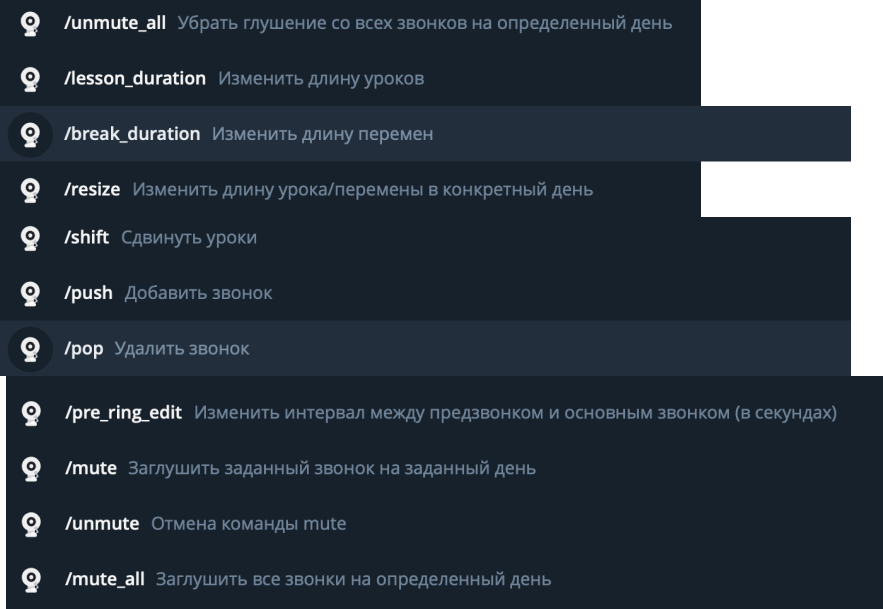 /unmute_all Убрать глушение со всех звонков на определенный день
/lesson_duration Изменить длину уроков
/break_duration Изменить длину перемен
/resize Изменить длину урока/перемены в конкретный день
/shift Сдвинуть уроки
/push Добавить звонок
/pop Удалить звонок
/pre_ring_edit Изменить интервал между предзвонком и основным звонком (в секундах)
/mute Заглушить заданный звонок на заданный день
/unmute Отмена команды mute
/mute_all Заглушить все звонки на определенный день